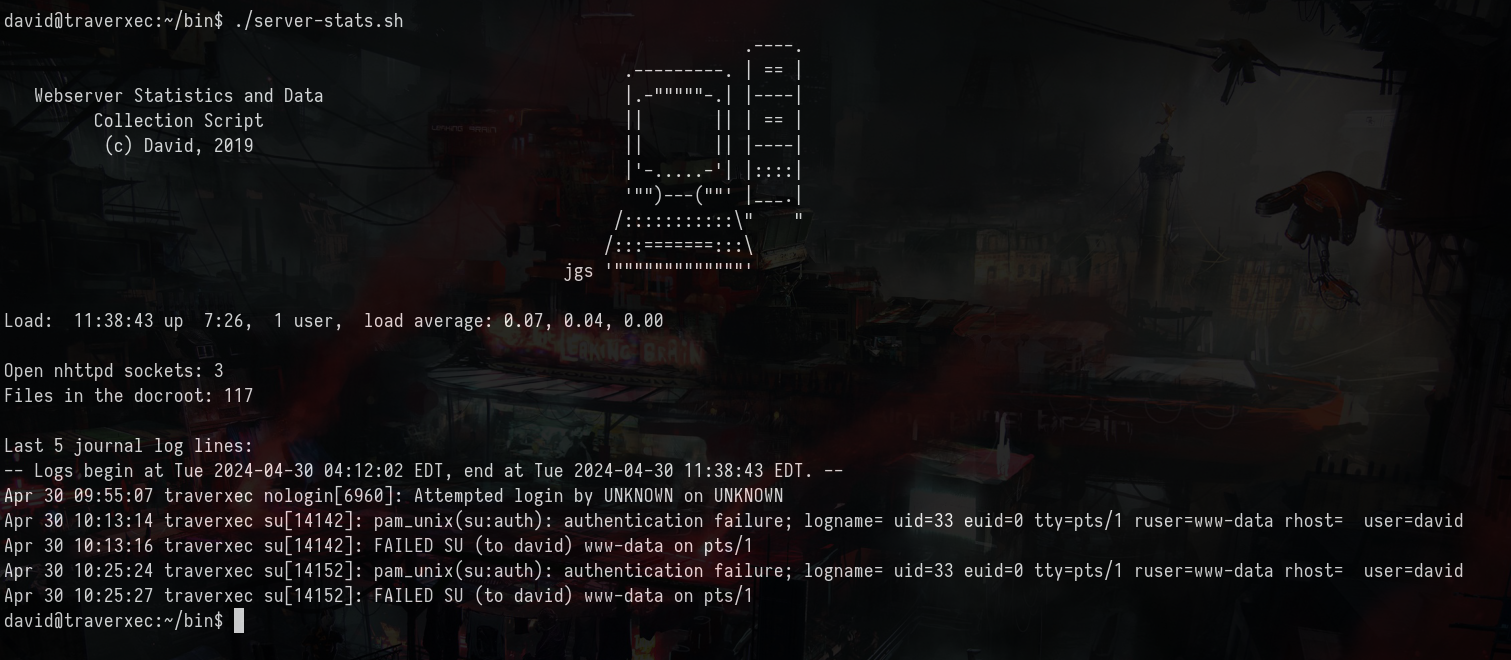 david@traverxec:~/bin$ ./server-stats.sh
                                                                          .----.
                                                              .---------. | == |
   Webserver Statistics and Data                              |.-"""""-.| |----|
         Collection Script                                    ||       || | == |
          (c) David, 2019                                     ||       || |----|
                                                              |'-.....-'| |::::|
                                                              '"")---(""' |___.|
                                                             /:::::::::::\"    "
                                                            /:::=======:::\
                                                        jgs '"""""""""""""'
Load:  11:38:43 up  7:26,  1 user,  load average: 0.07, 0.04, 0.00
Open nhttpd sockets: 3
Files in the docroot: 117
Last 5 journal log lines:
-- Logs begin at Tue 2024-04-30 04:12:02 EDT, end at Tue 2024-04-30 11:38:43 EDT. --
Apr 30 09:55:07 traverxec nologin[6960]: Attempted login by UNKNOWN on UNKNOWN
Apr 30 10:13:14 traverxec su[14142]: pam_unix(su:auth): authentication failure; logname= uid=33 euid=0 tty=pts/1 ruser=www-data rhost=  user=david
Apr 30 10:13:16 traverxec su[14142]: FAILED SU (to david) www-data on pts/1
Apr 30 10:25:24 traverxec su[14152]: pam_unix(su:auth): authentication failure; logname= uid=33 euid=0 tty=pts/1 ruser=www-data rhost=  user=david
Apr 30 10:25:27 traverxec su[14152]: FAILED SU (to david) www-data on pts/1
david@traverxec:~/bin$